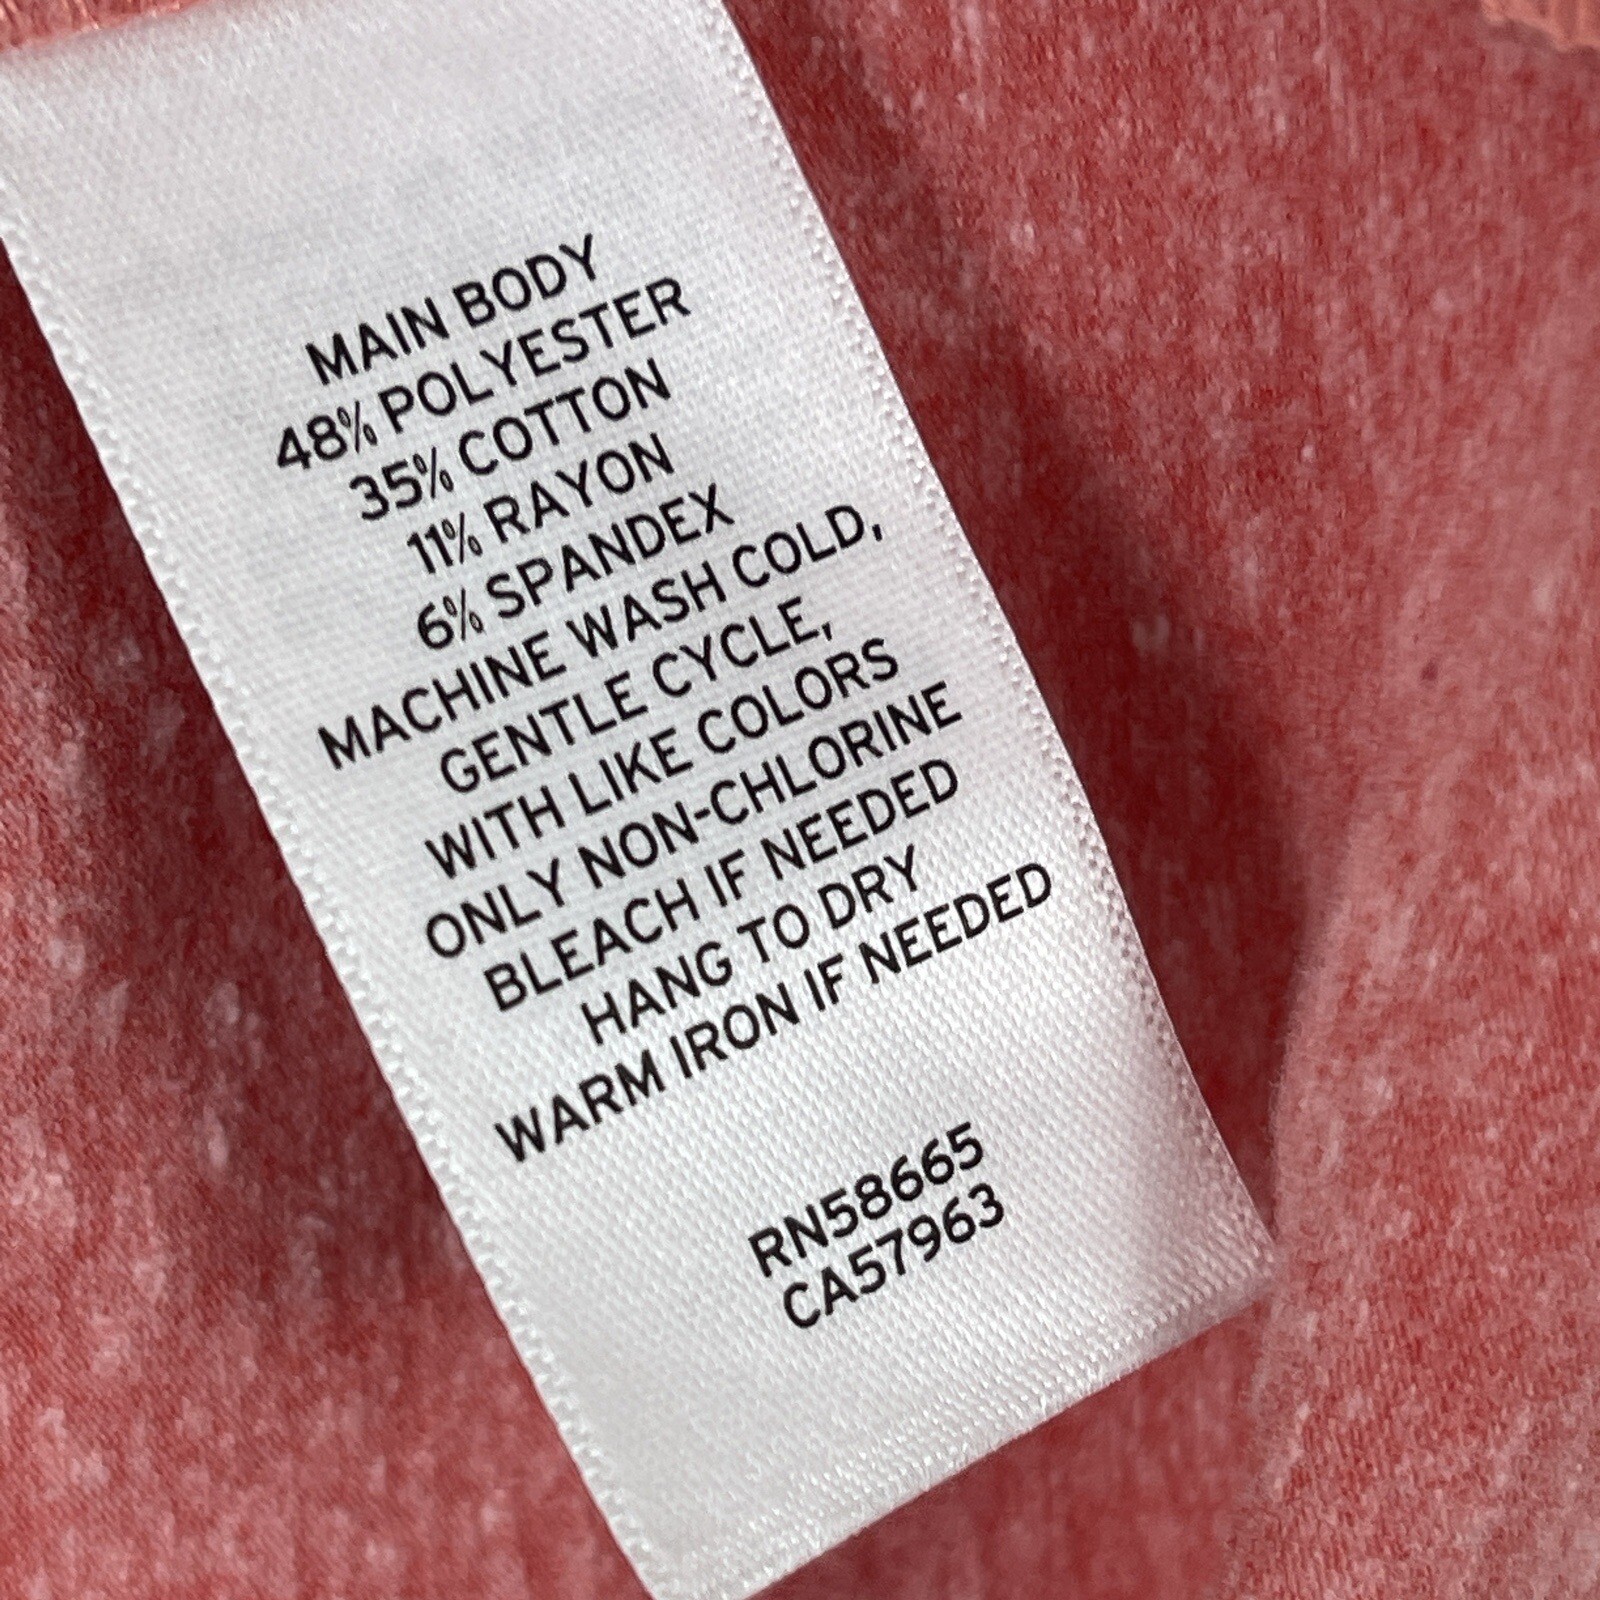 MAIN BODY
48% POLYESTER
35% COTTON
11% RAYON
6% SPANDEX
MACHINE WASH COLD,
GENTLE CYCLE,
WITH LIKE COLORS
ONLY NON-CHLORINE
BLEACH IF NEEDED
HANG TO DRY
WARM IRON IF NEEDED
RN58665
CA57963